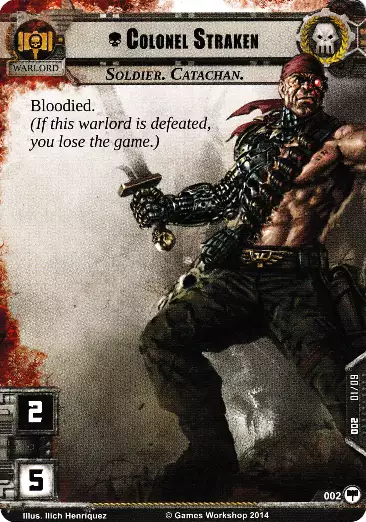 COLONEL STRAKEN
WARLORD
SOLDIER. CATACHAN.
Bloodied.
(If this warlord is defeated,
you lose the game.)
2
5
002 01/09
002
Illus. Ilich Henriquez
© Games Workshop 2014